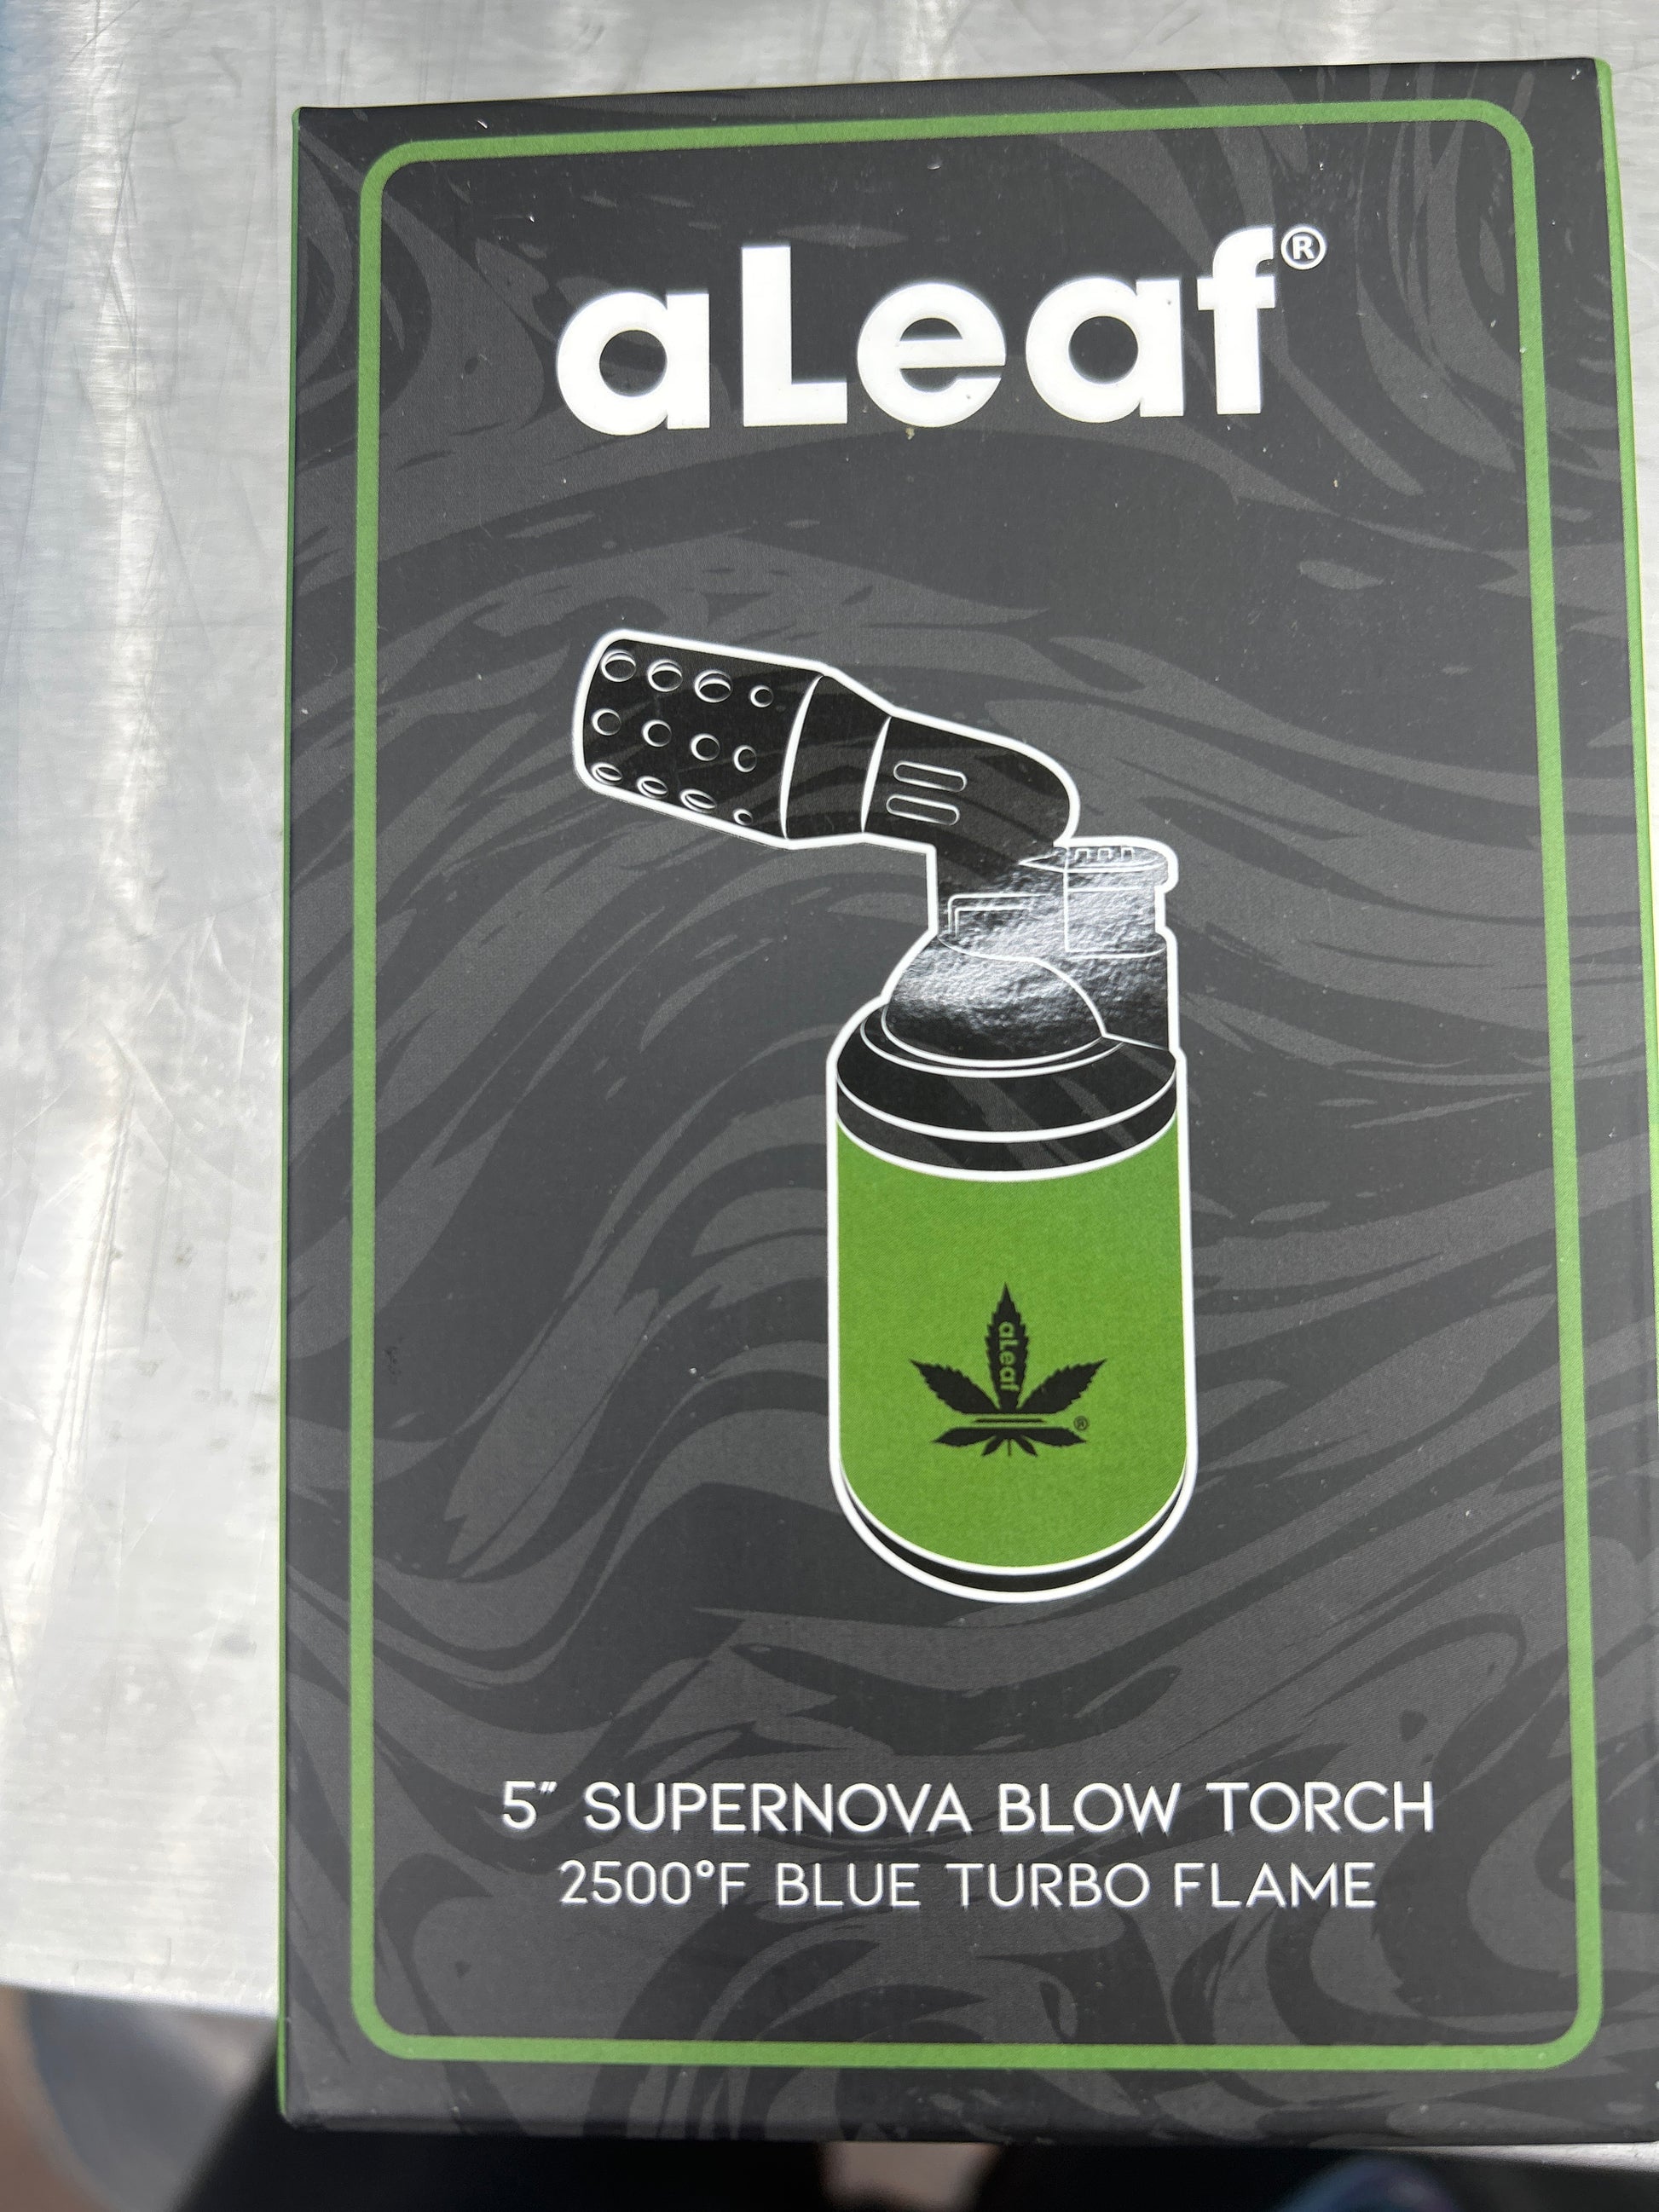 aLeaf®
aLeaf
®
5" SUPERNOVA BLOW TORCH
2500°F BLUE TURBO FLAME